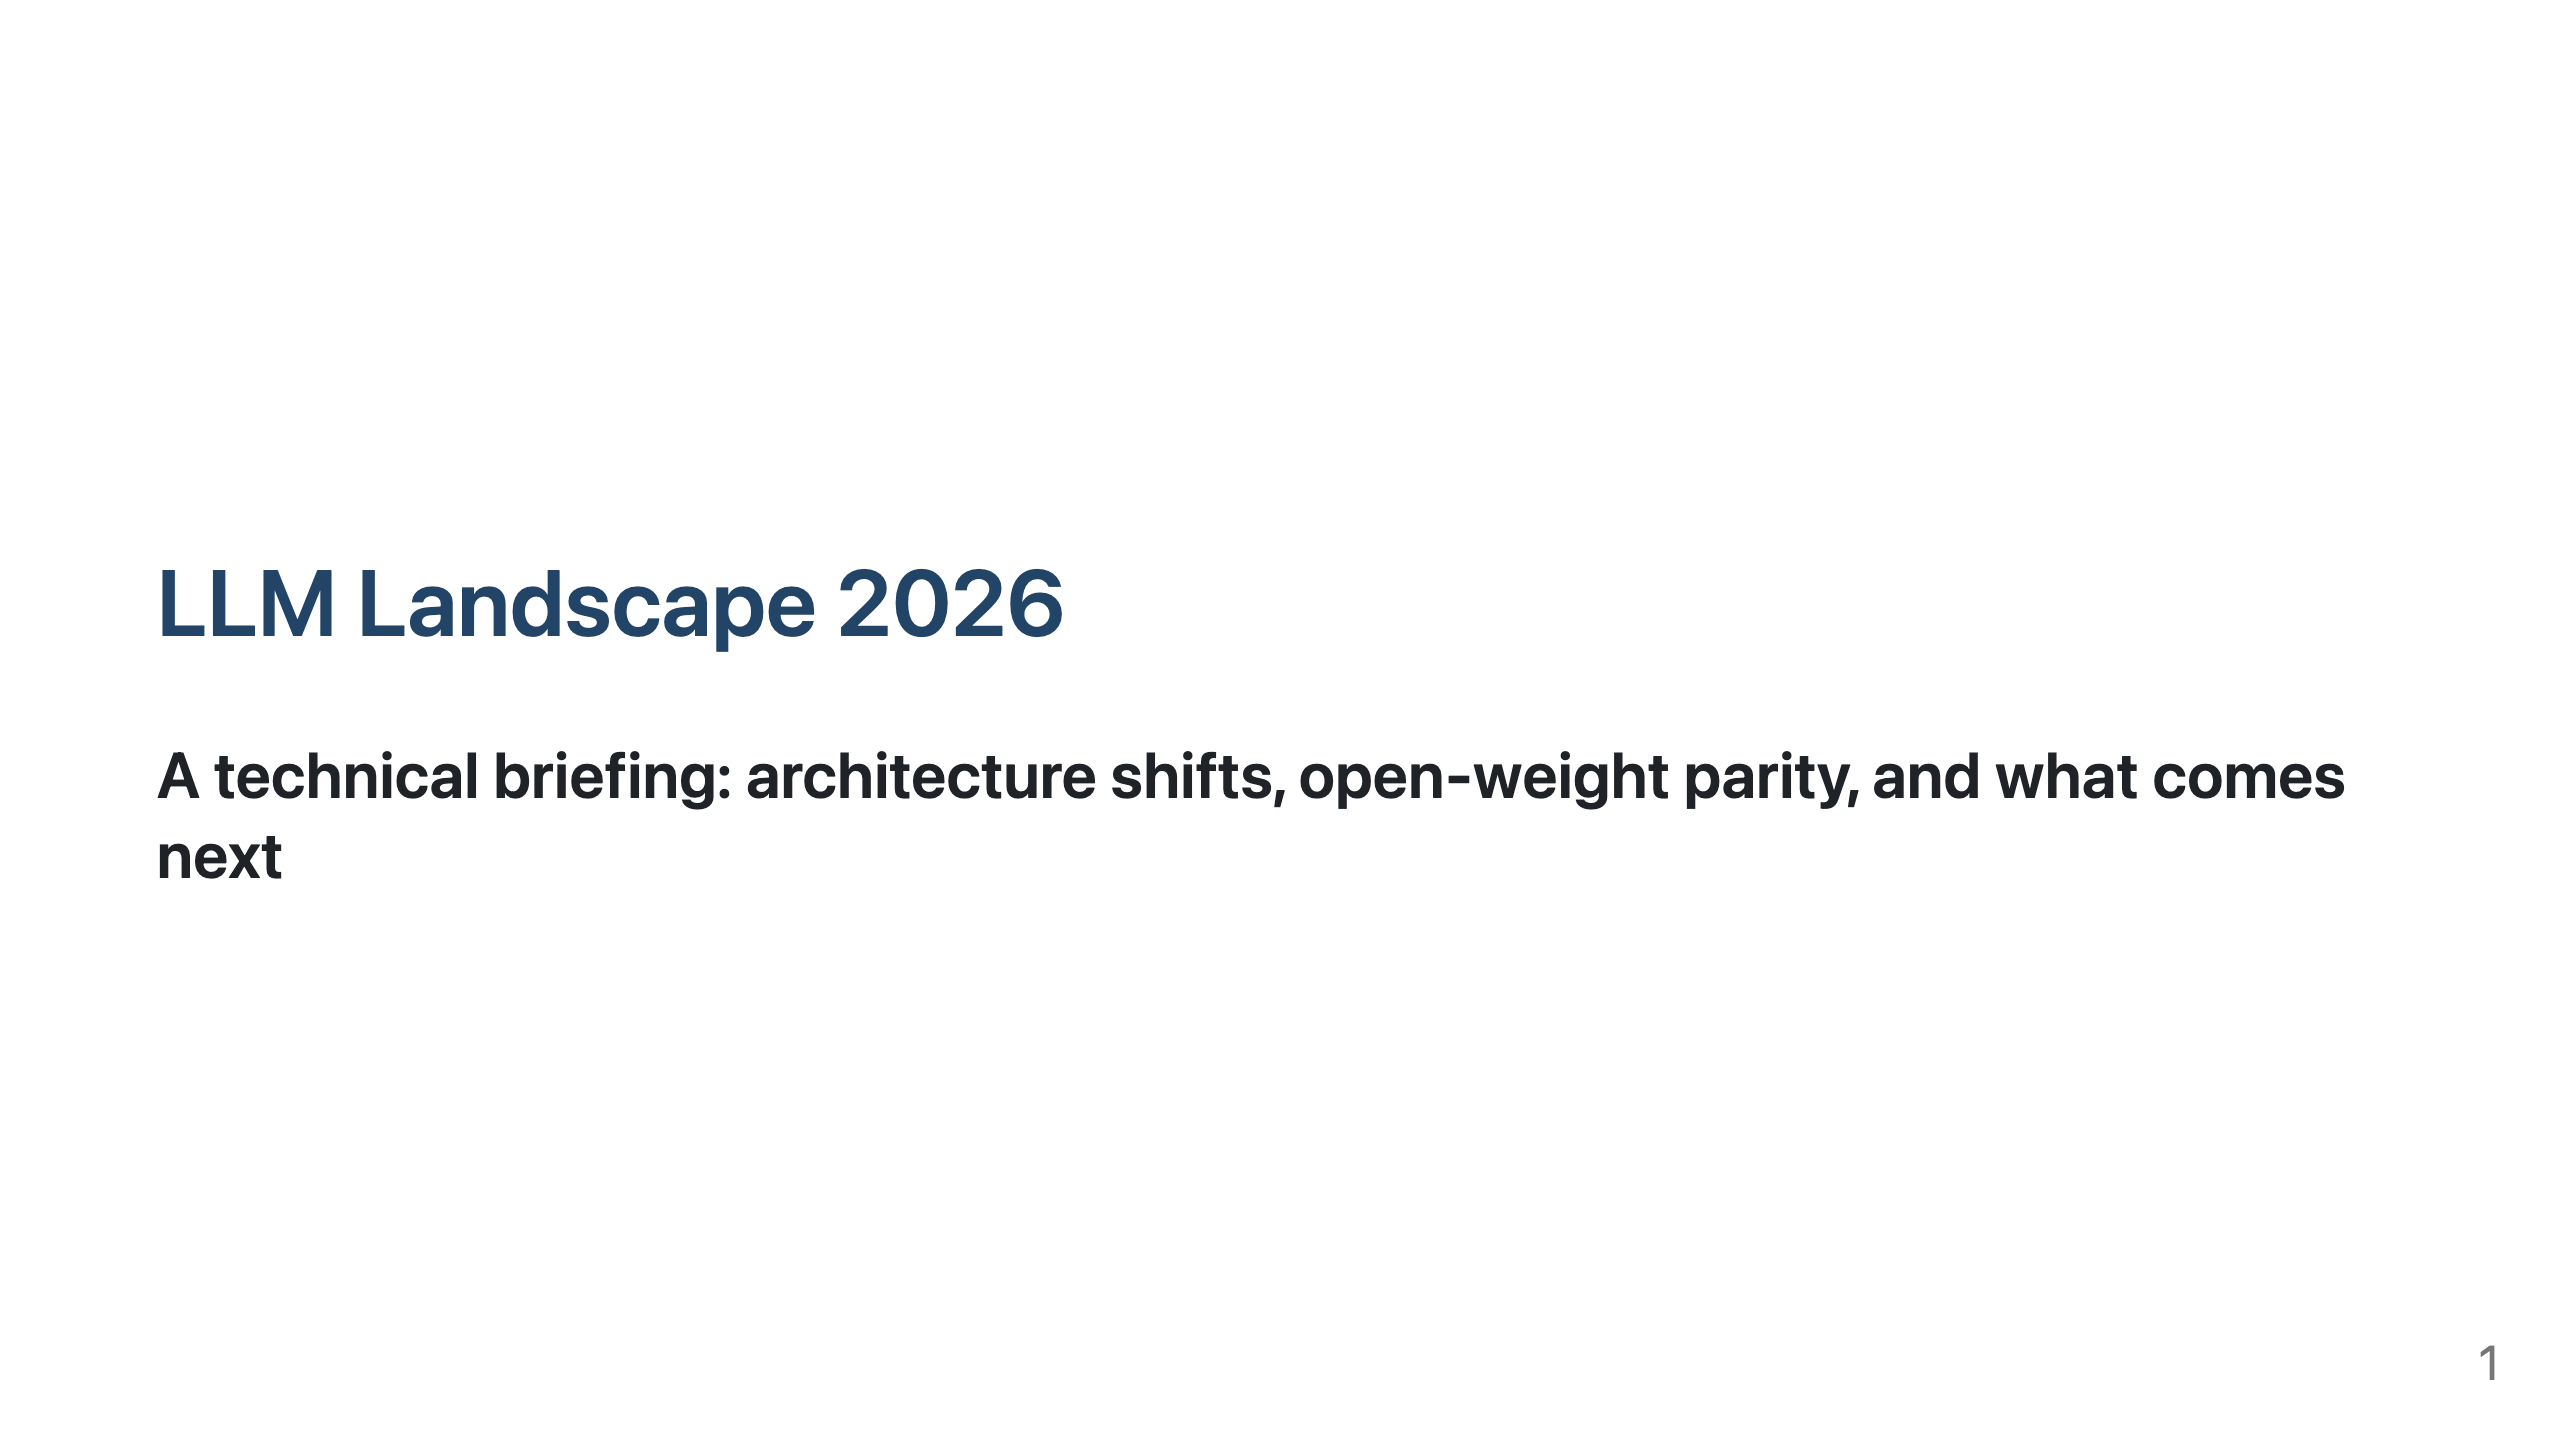 LLM Landscape 2026
A technical briefing: architecture shifts, open-weight parity, and what comes
next
1